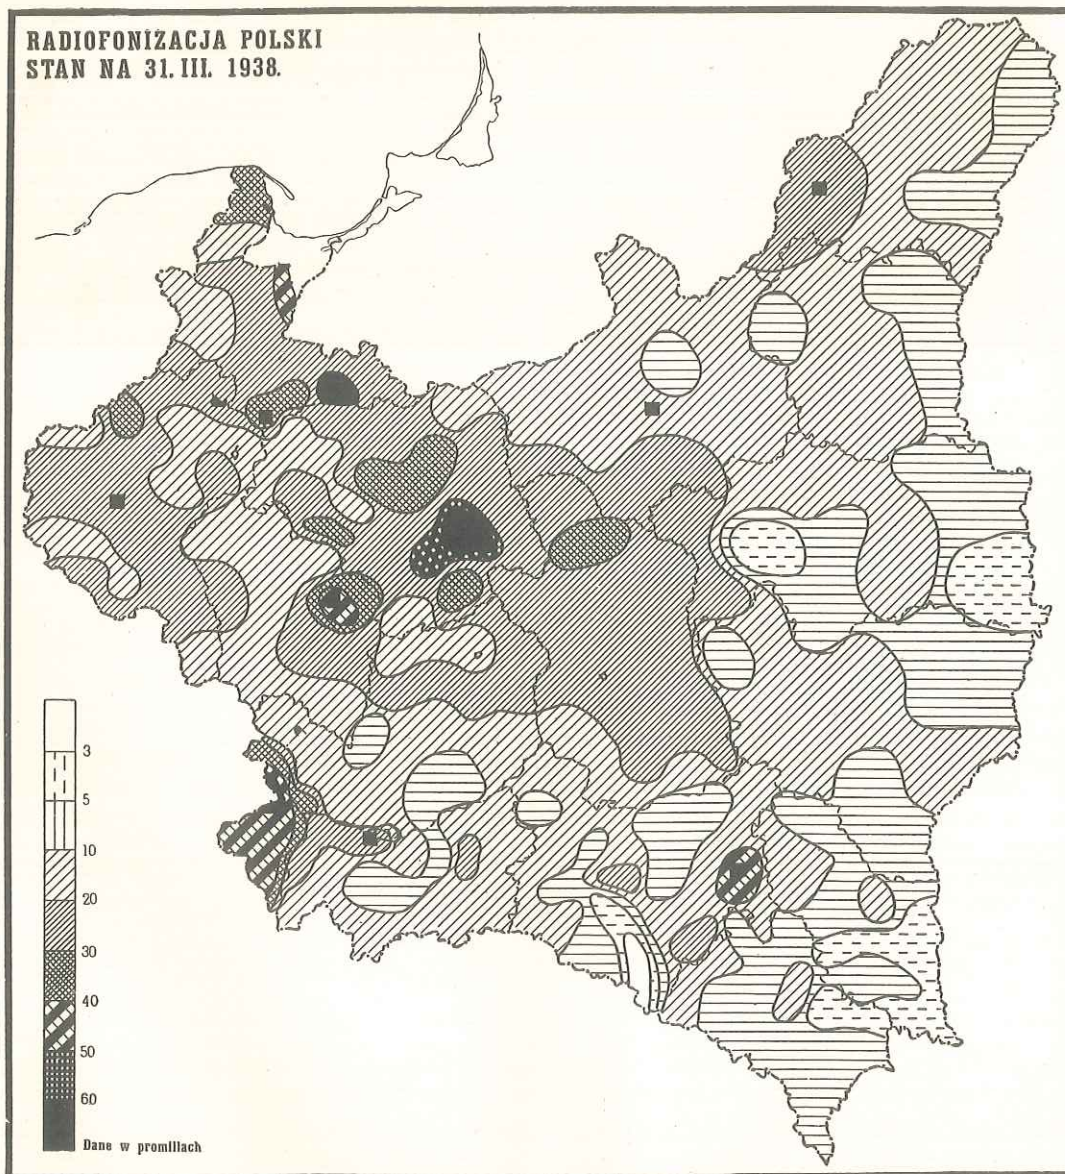 RADIOFONIZACJA POLSKI
STAN NA 31. III. 1938.
3
5
10
20
30
40
50
60
Dane w promillach